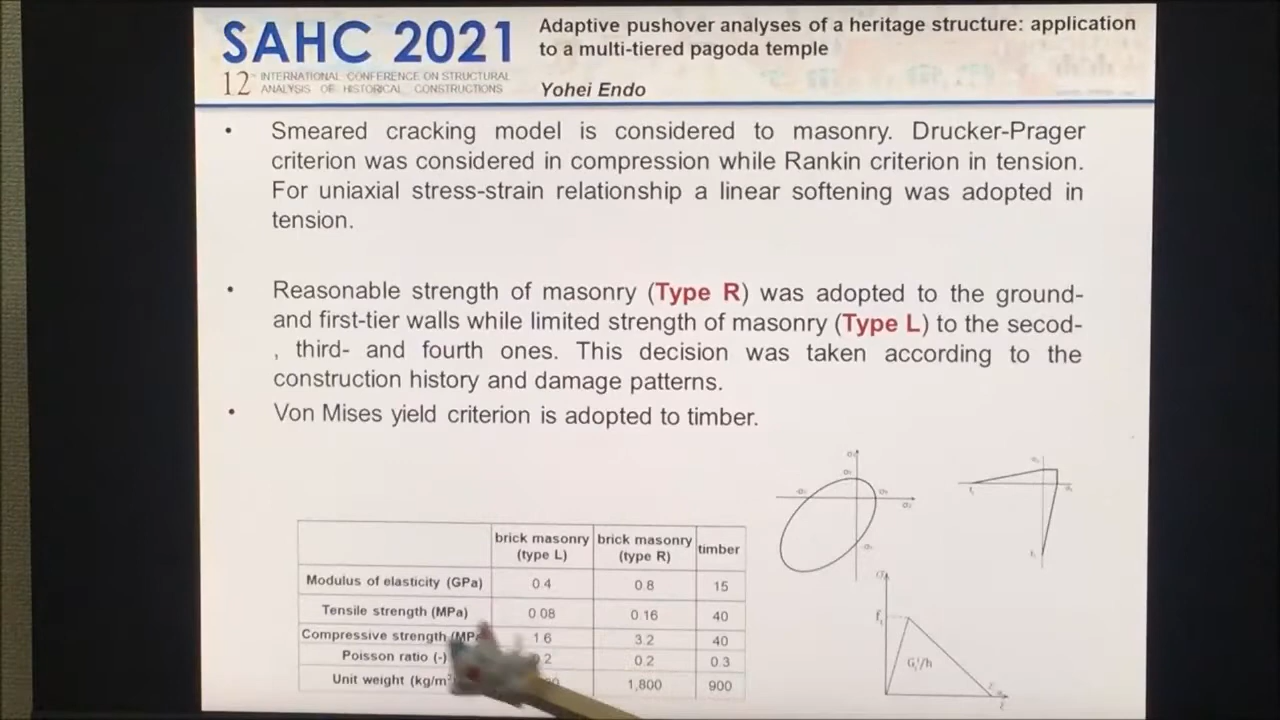 SAHC 2021
12th INTERNATIONAL CONFERENCE ON STRUCTURAL
ANALYSIS OF HISTORICAL CONSTRUCTIONS
Adaptive pushover analyses of a heritage structure: application
to a multi-tiered pagoda temple
Yohei Endo
• Smeared cracking model is considered to masonry. Drucker-Prager
criterion was considered in compression while Rankin criterion in tension.
For uniaxial stress-strain relationship a linear softening was adopted in
tension.
• Reasonable strength of masonry (Type R) was adopted to the ground-
and first-tier walls while limited strength of masonry (Type L) to the secod-
, third- and fourth ones. This decision was taken according to the
construction history and damage patterns.
• Von Mises yield criterion is adopted to timber.
brick masonry (type L) brick masonry (type R) timber
Modulus of elasticity (GPa) 0.4 0.8 15
Tensile strength (MPa) 0.08 0.16 40
Compressive strength (MPa 1.6 3.2 40
Poisson ratio (-) 0.2 0.2 0.3
Unit weight (kg/m³ 1,800 900